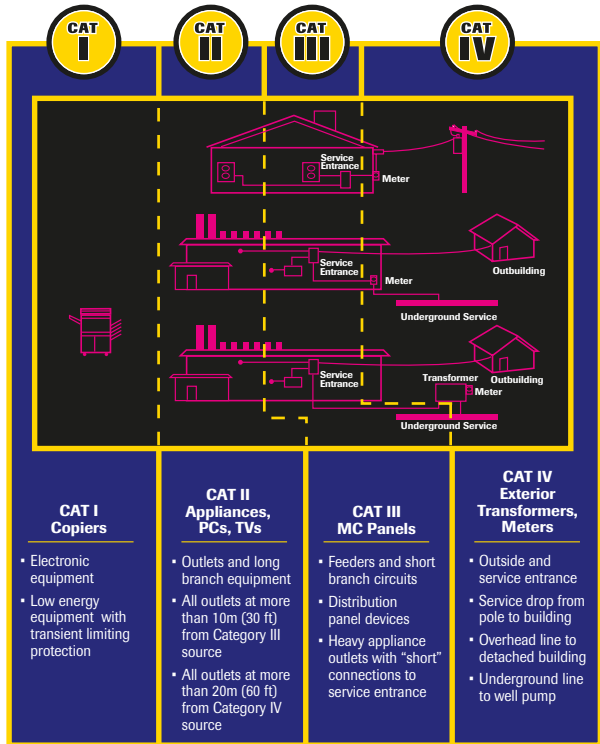 CAT
I
CAT
II
CAT
III
CAT
IV
Service
Entrance
Meter
Service
Entrance
Meter
Outbuilding
Underground Service
Service
Entrance
Transformer
Outbuilding
Meter
Underground Service
CAT I
Copiers
• Electronic
equipment
• Low energy
equipment with
transient limiting
protection
CAT II
Appliances,
PCs, TVs
• Outlets and long
branch equipment
• All outlets at more
than 10m (30 ft)
from Category III
source
• All outlets at more
than 20m (60 ft)
from Category IV
source
CAT III
MC Panels
• Feeders and short
branch circuits
• Distribution
panel devices
• Heavy appliance
outlets with “short”
connections to
service entrance
CAT IV
Exterior
Transformers,
Meters
• Outside and
service entrance
• Service drop from
pole to building
• Overhead line to
detached building
• Underground line
to well pump